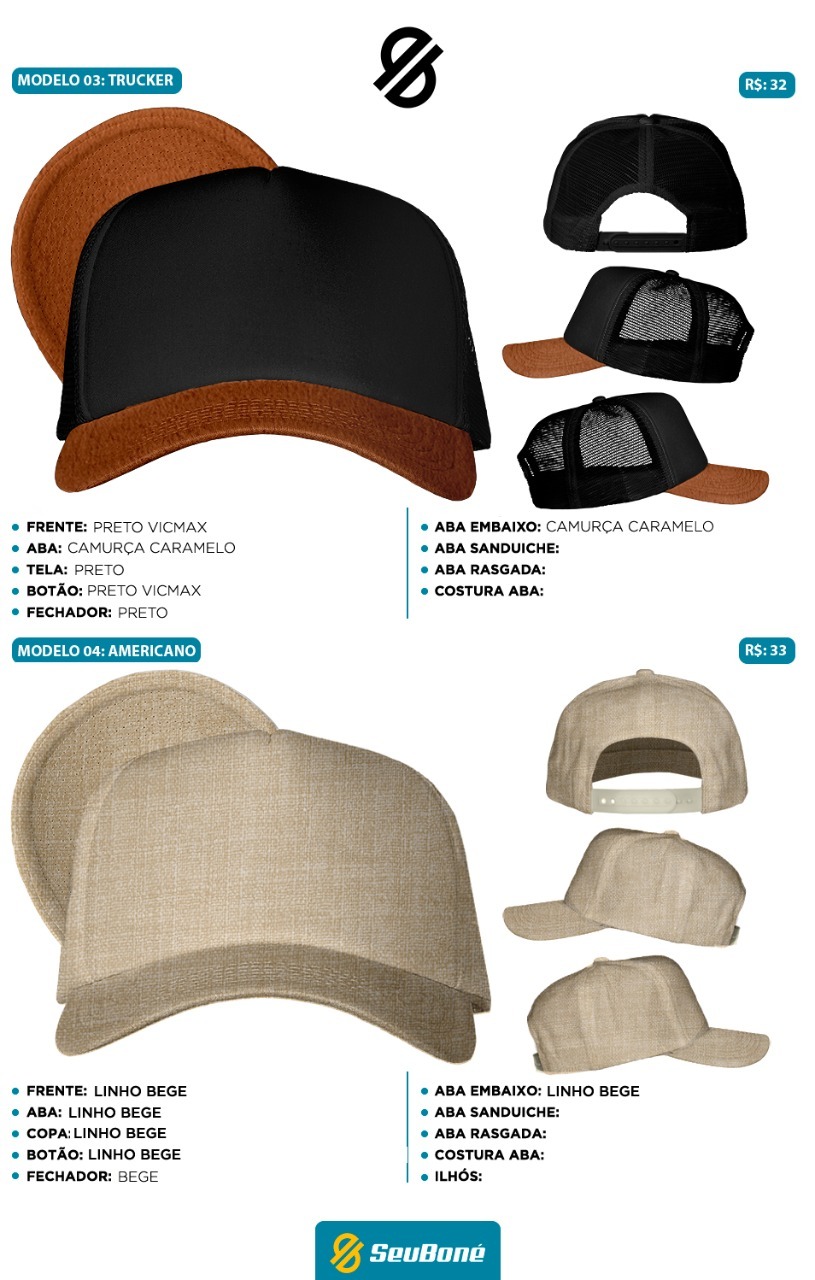 MODELO 03: TRUCKER
R$: 32
FRENTE: PRETO VICMAX
ABA: CAMURÇA CARAMELO
TELA: PRETO
BOTÃO: PRETO VICMAX
FECHADOR: PRETO
ABA EMBAIXO: CAMURÇA CARAMELO
ABA SANDUICHE:
ABA RASGADA:
COSTURA ABA:
MODELO 04: AMERICANO
R$: 33
FRENTE: LINHO BEGE
ABA: LINHO BEGE
COPA: LINHO BEGE
BOTÃO: LINHO BEGE
FECHADOR: BEGE
ABA EMBAIXO: LINHO BEGE
ABA SANDUICHE:
ABA RASGADA:
COSTURA ABA:
ILHÓS:
SeuBoné